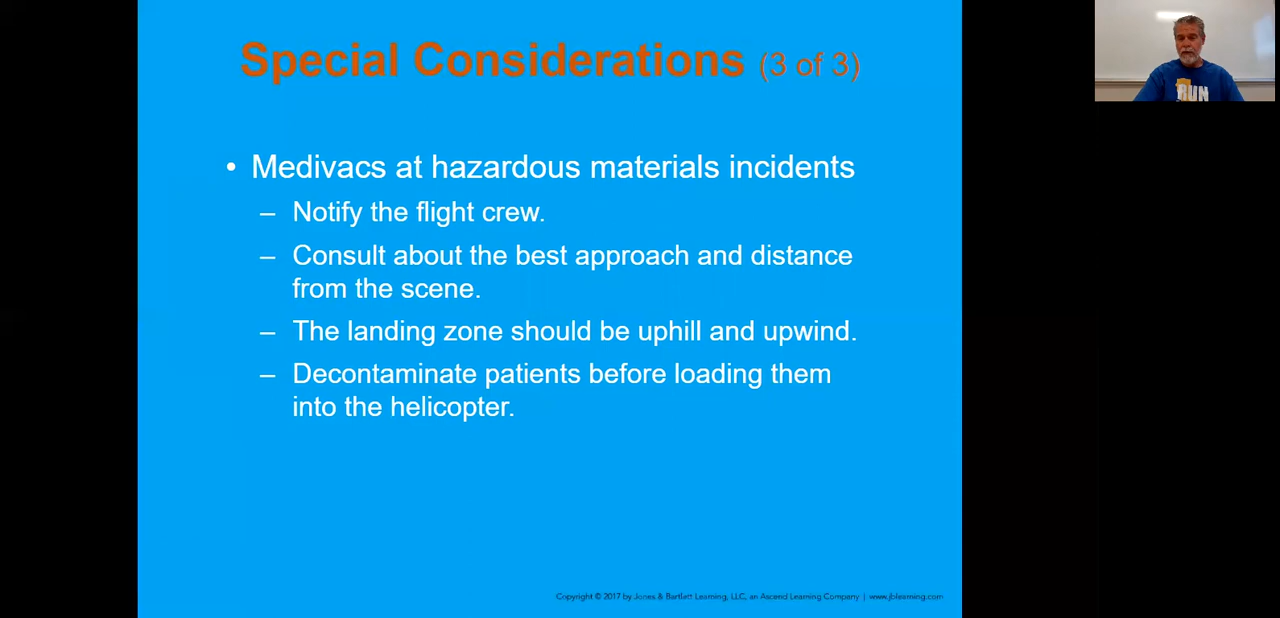 Special Considerations (3 of 3)
• Medivacs at hazardous materials incidents
– Notify the flight crew.
– Consult about the best approach and distance
from the scene.
– The landing zone should be uphill and upwind.
– Decontaminate patients before loading them
into the helicopter.
Copyright © 2017 by Jones & Bartlett Learning, LLC, an Ascend Learning Company | www.jblearning.com
RUN